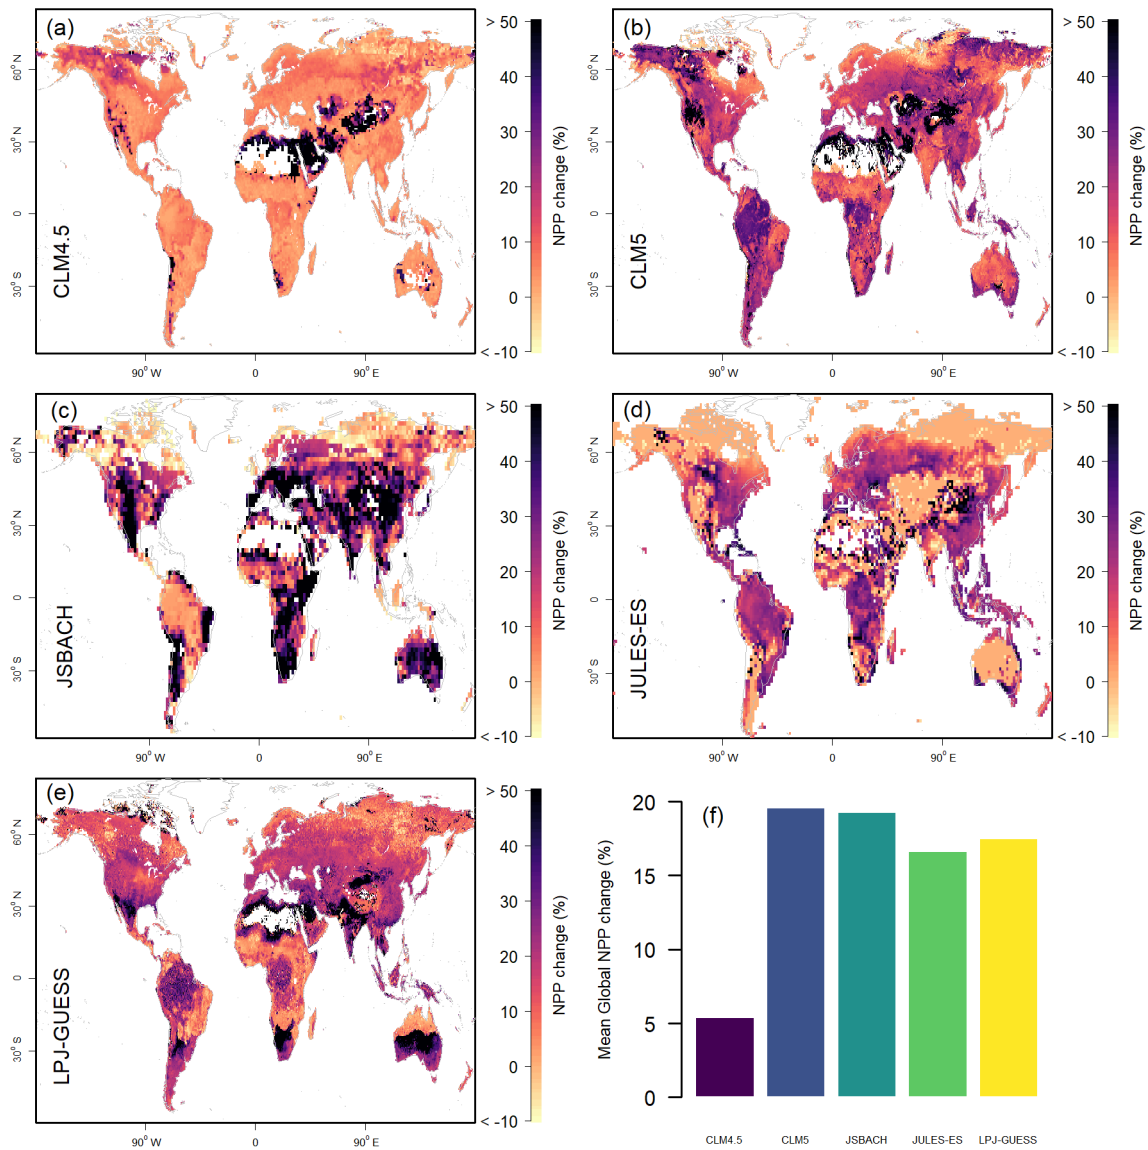 (a)
CLM4.5
60° N
30° N
0
30° S
90° W
0
90° E
> 50
40
30
20
10
0
< -10
NPP change (%)
(b)
CLM5
60° N
30° N
0
30° S
90° W
0
90° E
> 50
40
30
20
10
0
< -10
NPP change (%)
(c)
JSBACH
60° N
30° N
0
30° S
90° W
0
90° E
> 50
40
30
20
10
0
< -10
NPP change (%)
(d)
JULES-ES
60° N
30° N
0
30° S
90° W
0
90° E
> 50
40
30
20
10
0
< -10
NPP change (%)
(e)
LPJ-GUESS
60° N
30° N
0
30° S
90° W
0
90° E
> 50
40
30
20
10
0
< -10
NPP change (%)
(f)
Mean Global NPP change (%)
20
15
10
5
0
CLM4.5
CLM5
JSBACH
JULES-ES
LPJ-GUESS